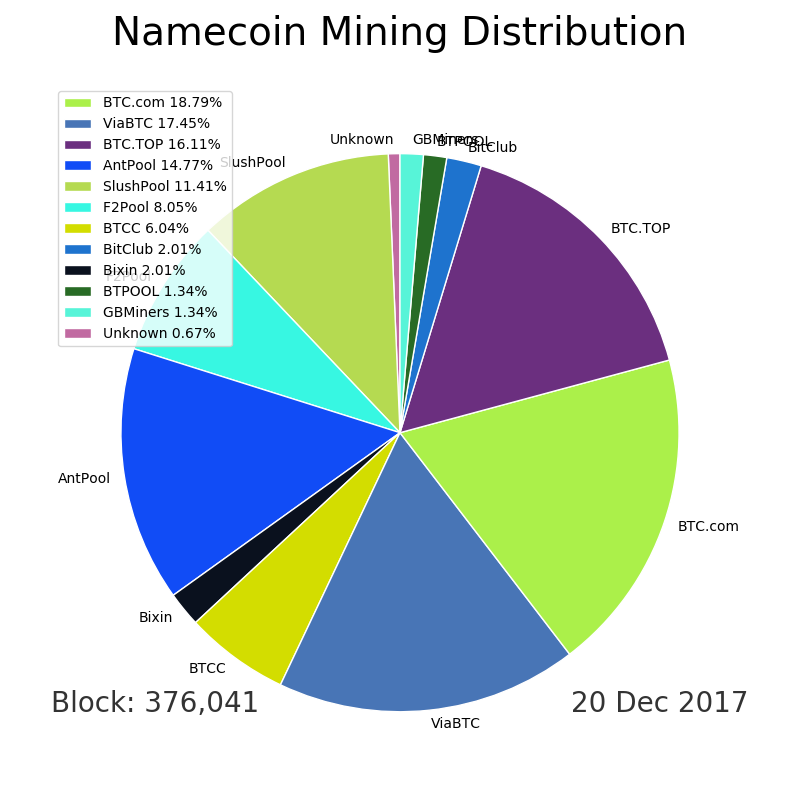 Namecoin Mining Distribution
BTC.com 18.79%
ViaBTC 17.45%
BTC.TOP 16.11%
AntPool 14.77%
SlushPool 11.41%
F2Pool 8.05%
BTCC 6.04%
BitClub 2.01%
Bixin 2.01%
BTPOOL 1.34%
GBMiners 1.34%
Unknown 0.67%
Unknown
GBMiners
BTPOOL
BitClub
SlushPool
BTC.TOP
F2Pool
AntPool
BTC.com
Bixin
BTCC
ViaBTC
Block: 376,041
20 Dec 2017